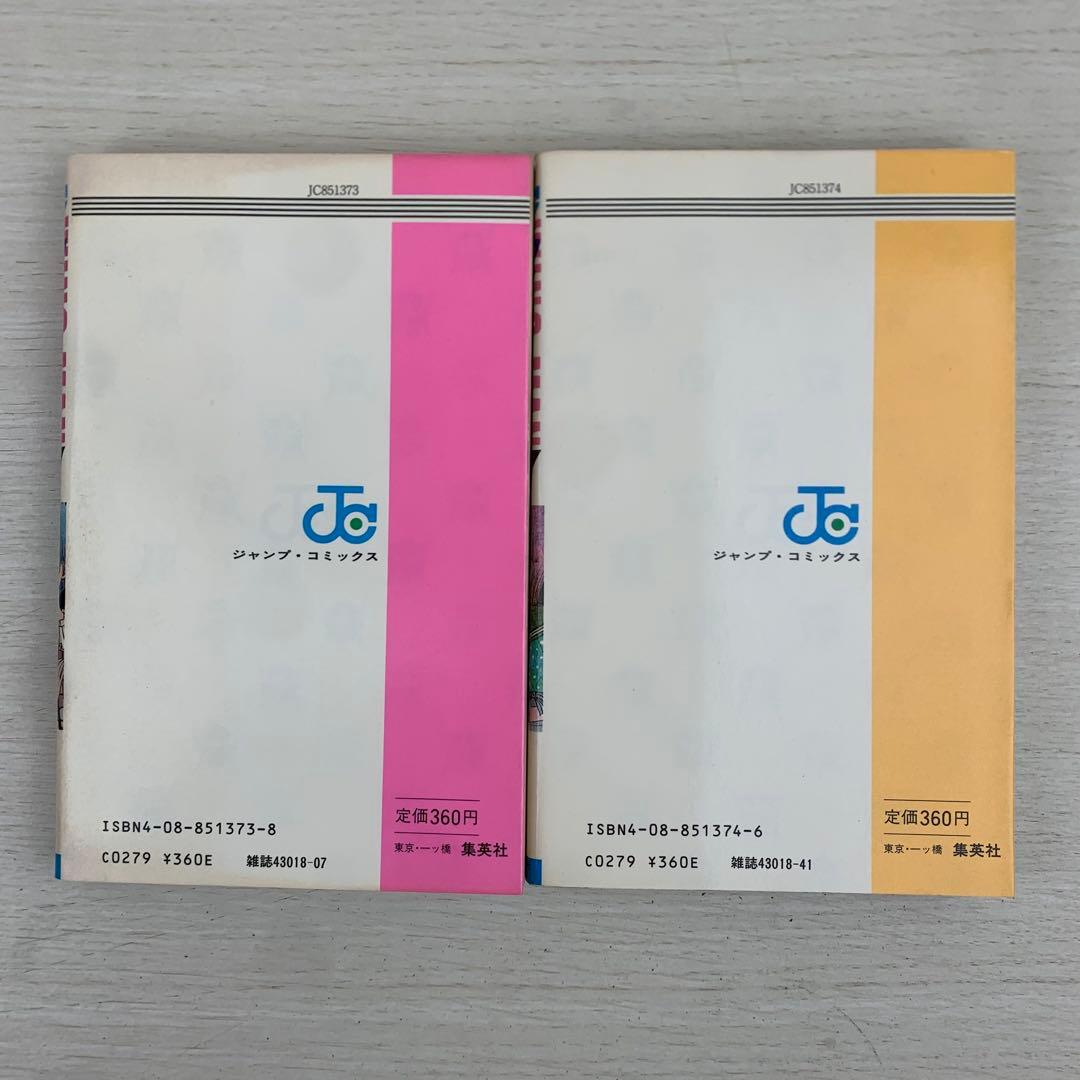 JC851373
ジャンプ・コミックス
定価360円
東京・一ッ橋 集英社
ISBN4-08-851373-8
C0279 ¥360E 雑誌43018-07
JC851374
ジャンプ・コミックス
定価360円
東京・一ッ橋 集英社
ISBN4-08-851374-6
C0279 ¥360E 雑誌43018-41